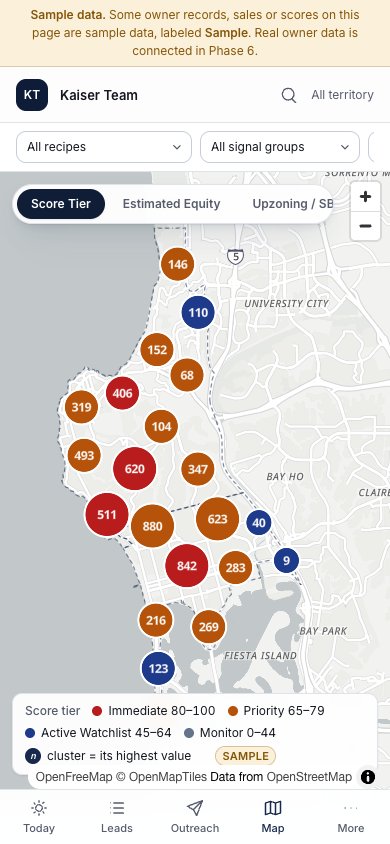 Sample data. Some owner records, sales or scores on this
page are sample data, labeled Sample. Real owner data is
connected in Phase 6.
KT
Kaiser Team
All territory
All recipes
All signal groups
SORRENTO
Score Tier
Estimated Equity
Upzoning / SB
+
−
5
146
UNIVERSITY CITY
110
152
68
406
319
104
493
620
347
BAY HO
511
880
623
40
CLAIRE
842
283
9
216
269
BAY PARK
FIESTA ISLAND
123
Score tier
Immediate 80–100
Priority 65–79
Active Watchlist 45–64
Monitor 0–44
n
cluster = its highest value
SAMPLE
OpenFreeMap © OpenMapTiles Data from OpenStreetMap
Today
Leads
Outreach
Map
More